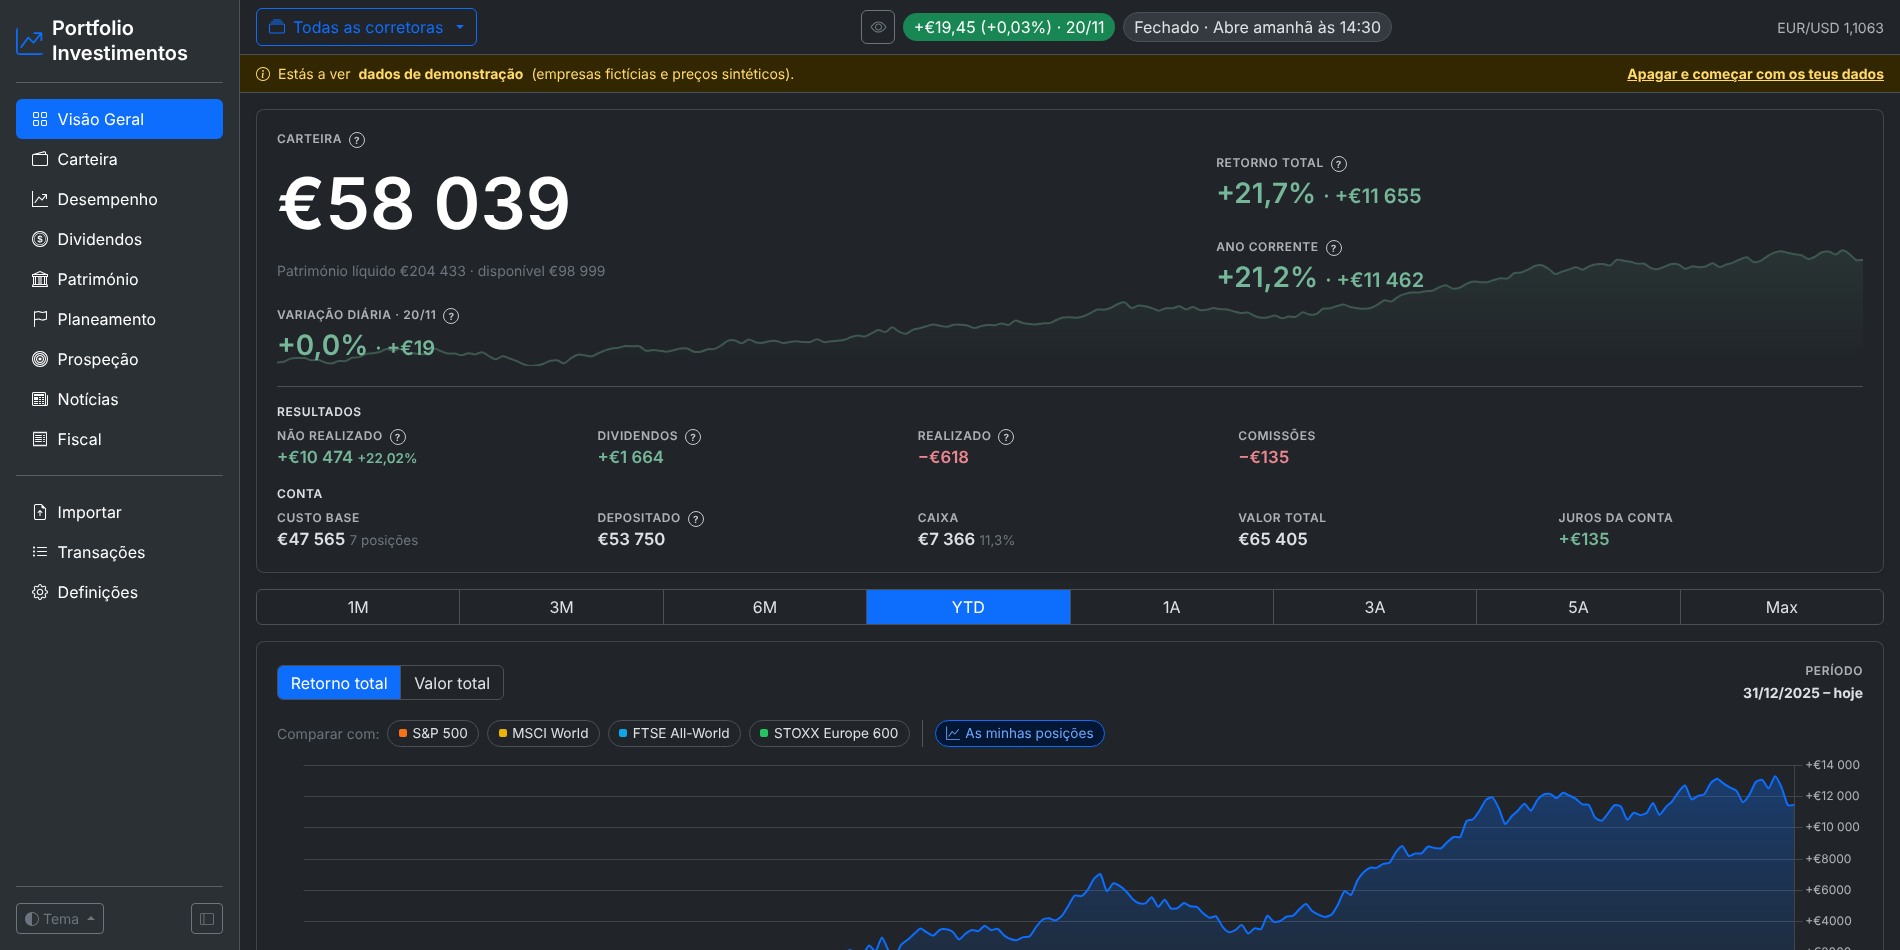 Portfolio
Investimentos
Visão Geral
Carteira
Desempenho
Dividendos
Património
Planeamento
Prospeção
Notícias
Fiscal
Importar
Transações
Definições
Tema
Todas as corretoras
+€19,45 (+0,03%) · 20/11
Fechado · Abre amanhã às 14:30
EUR/USD 1,1063
Estás a ver dados de demonstração (empresas fictícias e preços sintéticos).
Apagar e começar com os teus dados
CARTEIRA ?
€58 039
Património líquido €204 433 · disponível €98 999
VARIAÇÃO DIÁRIA · 20/11 ?
+0,0% · +€19
RETORNO TOTAL ?
+21,7% · +€11 655
ANO CORRENTE ?
+21,2% · +€11 462
RESULTADOS
NÃO REALIZADO ?
+€10 474 +22,02%
DIVIDENDOS ?
+€1 664
REALIZADO ?
−€618
COMISSÕES
−€135
CONTA
CUSTO BASE
€47 565 7 posições
DEPOSITADO ?
€53 750
CAIXA
€7 366 11,3%
VALOR TOTAL
€65 405
JUROS DA CONTA
+€135
1M 3M 6M YTD 1A 3A 5A Max
Retorno total Valor total
PERÍODO
31/12/2025 – hoje
Comparar com: S&P 500 MSCI World FTSE All-World STOXX Europe 600 As minhas posições
+€14 000
+€12 000
+€10 000
+€8000
+€6000
+€4000